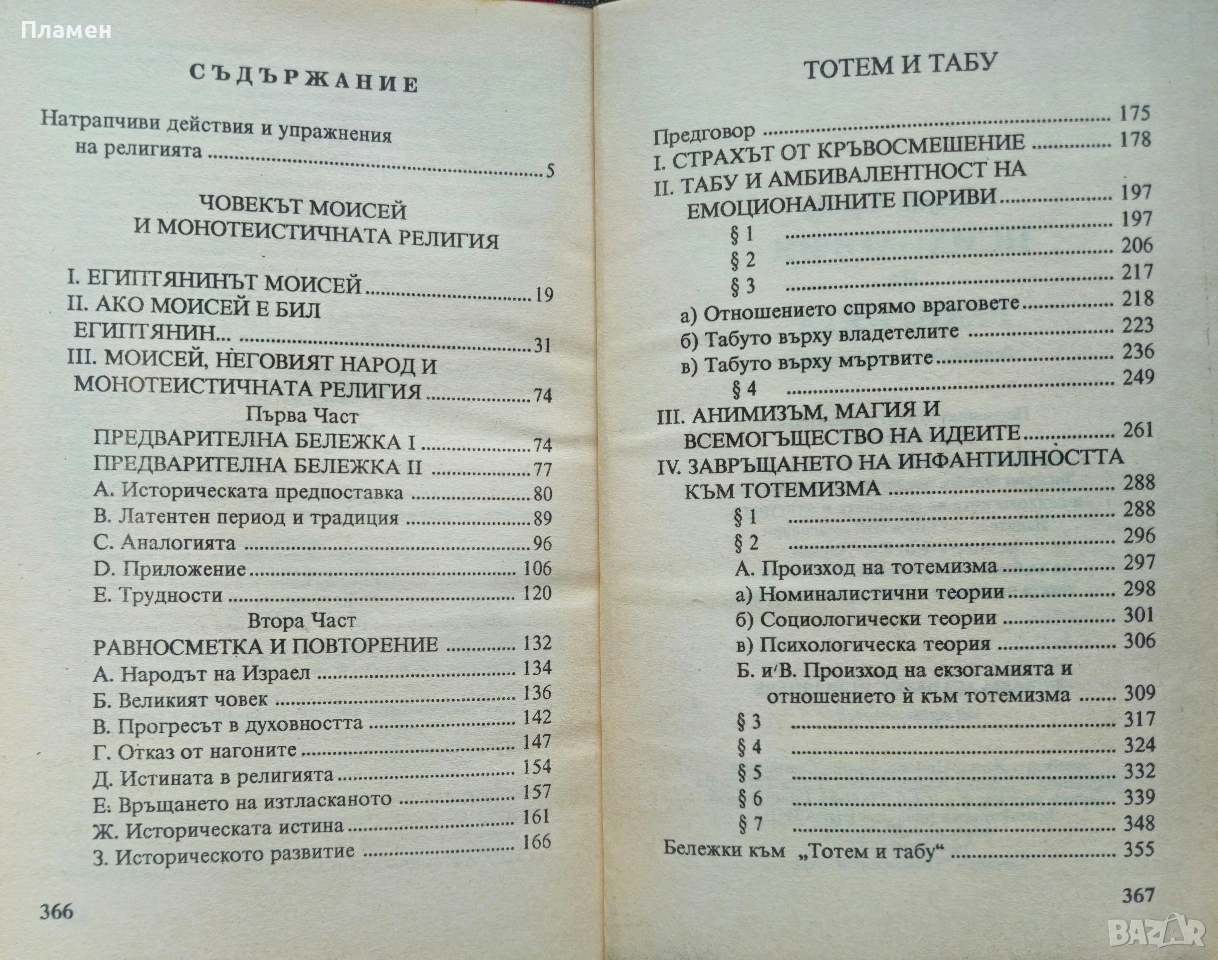 Пламен
СЪДЪРЖАНИЕ
Натрапчиви действия и упражнения
на религията ..... 5
ЧОВЕКЪТ МОИСЕЙ
И МОНОТЕИСТИЧНАТА РЕЛИГИЯ
I. ЕГИПТЯНИНЪТ МОИСЕЙ ..... 19
II. АКО МОИСЕЙ Е БИЛ
ЕГИПТЯНИН... ..... 31
III. МОИСЕЙ, НЕГОВИЯТ НАРОД И
МОНОТЕИСТИЧНАТА РЕЛИГИЯ ..... 74
Първа Част
ПРЕДВАРИТЕЛНА БЕЛЕЖКА I ..... 74
ПРЕДВАРИТЕЛНА БЕЛЕЖКА II ..... 77
A. Историческата предпоставка ..... 80
B. Латентен период и традиция ..... 89
C. Аналогията ..... 96
D. Приложение ..... 106
E. Трудности ..... 120
Втора Част
РАВНОСМЕТКА И ПОВТОРЕНИЕ ..... 132
А. Народът на Израел ..... 134
Б. Великият човек ..... 136
В. Прогресът в духовността ..... 142
Г. Отказ от нагоните ..... 147
Д. Истината в религията ..... 154
Е. Връщането на изтласканото ..... 157
Ж. Историческата истина ..... 161
З. Историческото развитие ..... 166
366
ТОТЕМ И ТАБУ
Предговор ..... 175
I. СТРАХЪТ ОТ КРЪВОСМЕШЕНИЕ ..... 178
II. ТАБУ И АМБИВАЛЕНТНОСТ НА
ЕМОЦИОНАЛНИТЕ ПОРИВИ ..... 197
§ 1 ..... 197
§ 2 ..... 206
§ 3 ..... 217
а) Отношението спрямо враговете ..... 218
б) Табуто върху владетелите ..... 223
в) Табуто върху мъртвите ..... 236
§ 4 ..... 249
III. АНИМИЗЪМ, МАГИЯ И
ВСЕМОГЪЩЕСТВО НА ИДЕИТЕ ..... 261
IV. ЗАВРЪЩАНЕТО НА ИНФАНТИЛНОСТТА
КЪМ ТОТЕМИЗМА ..... 288
§ 1 ..... 288
§ 2 ..... 296
А. Произход на тотемизма ..... 297
а) Номиналистични теории ..... 298
б) Социологически теории ..... 301
в) Психологическа теория ..... 306
Б. и В. Произход на екзогамията и
отношението ѝ към тотемизма ..... 309
§ 3 ..... 317
§ 4 ..... 324
§ 5 ..... 332
§ 6 ..... 339
§ 7 ..... 348
Бележки към „Тотем и табу“ ..... 355
367
BAZAR